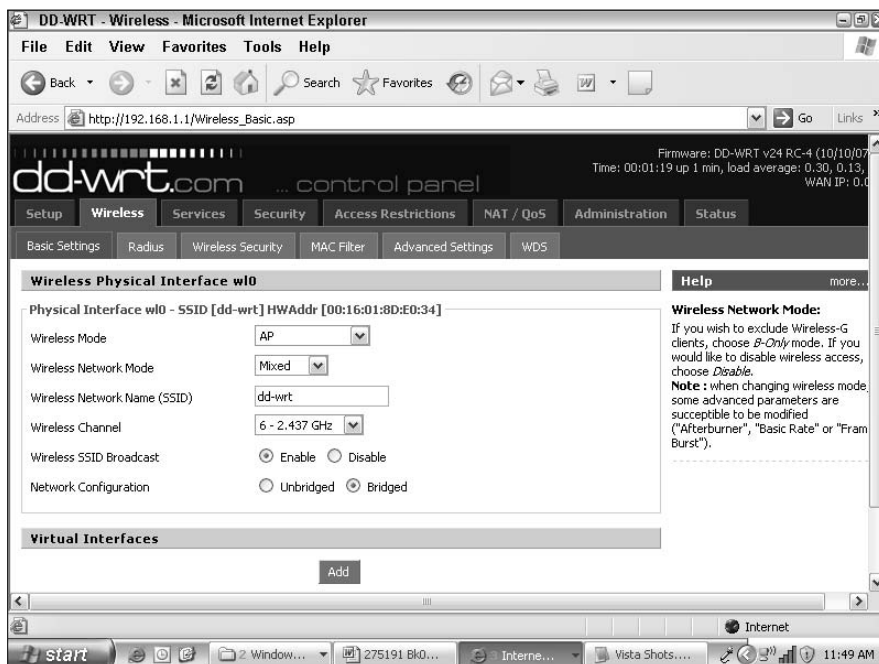 DD-WRT - Wireless - Microsoft Internet Explorer
File Edit View Favorites Tools Help
Back Search Favorites
Address http://192.168.1.1/Wireless_Basic.asp Go Links
Firmware: DD-WRT v24 RC-4 (10/10/07
Time: 00:01:19 up 1 min, load average: 0.30, 0.13,
WAN IP: 0.0
dd-wrt.com ... control panel
Setup Wireless Services Security Access Restrictions NAT / QoS Administration Status
Basic Settings Radius Wireless Security MAC Filter Advanced Settings WDS
Wireless Physical Interface wl0
Physical Interface wl0 - SSID [dd-wrt] HWAddr [00:16:01:8D:E0:34]
Wireless Mode AP
Wireless Network Mode Mixed
Wireless Network Name (SSID) dd-wrt
Wireless Channel 6 - 2.437 GHz
Wireless SSID Broadcast Enable Disable
Network Configuration Unbridged Bridged
Virtual Interfaces
Add
Help more...
Wireless Network Mode:
If you wish to exclude Wireless-G
clients, choose B-Only mode. If you
would like to disable wireless access,
choose Disable.
Note : when changing wireless mode,
some advanced parameters are
succeptible to be modified
("Afterburner", "Basic Rate" or "Fram
Burst").
Internet
start 2 Window... 275191 Bk0... 3 Interne... Vista Shots.... 11:49 AM